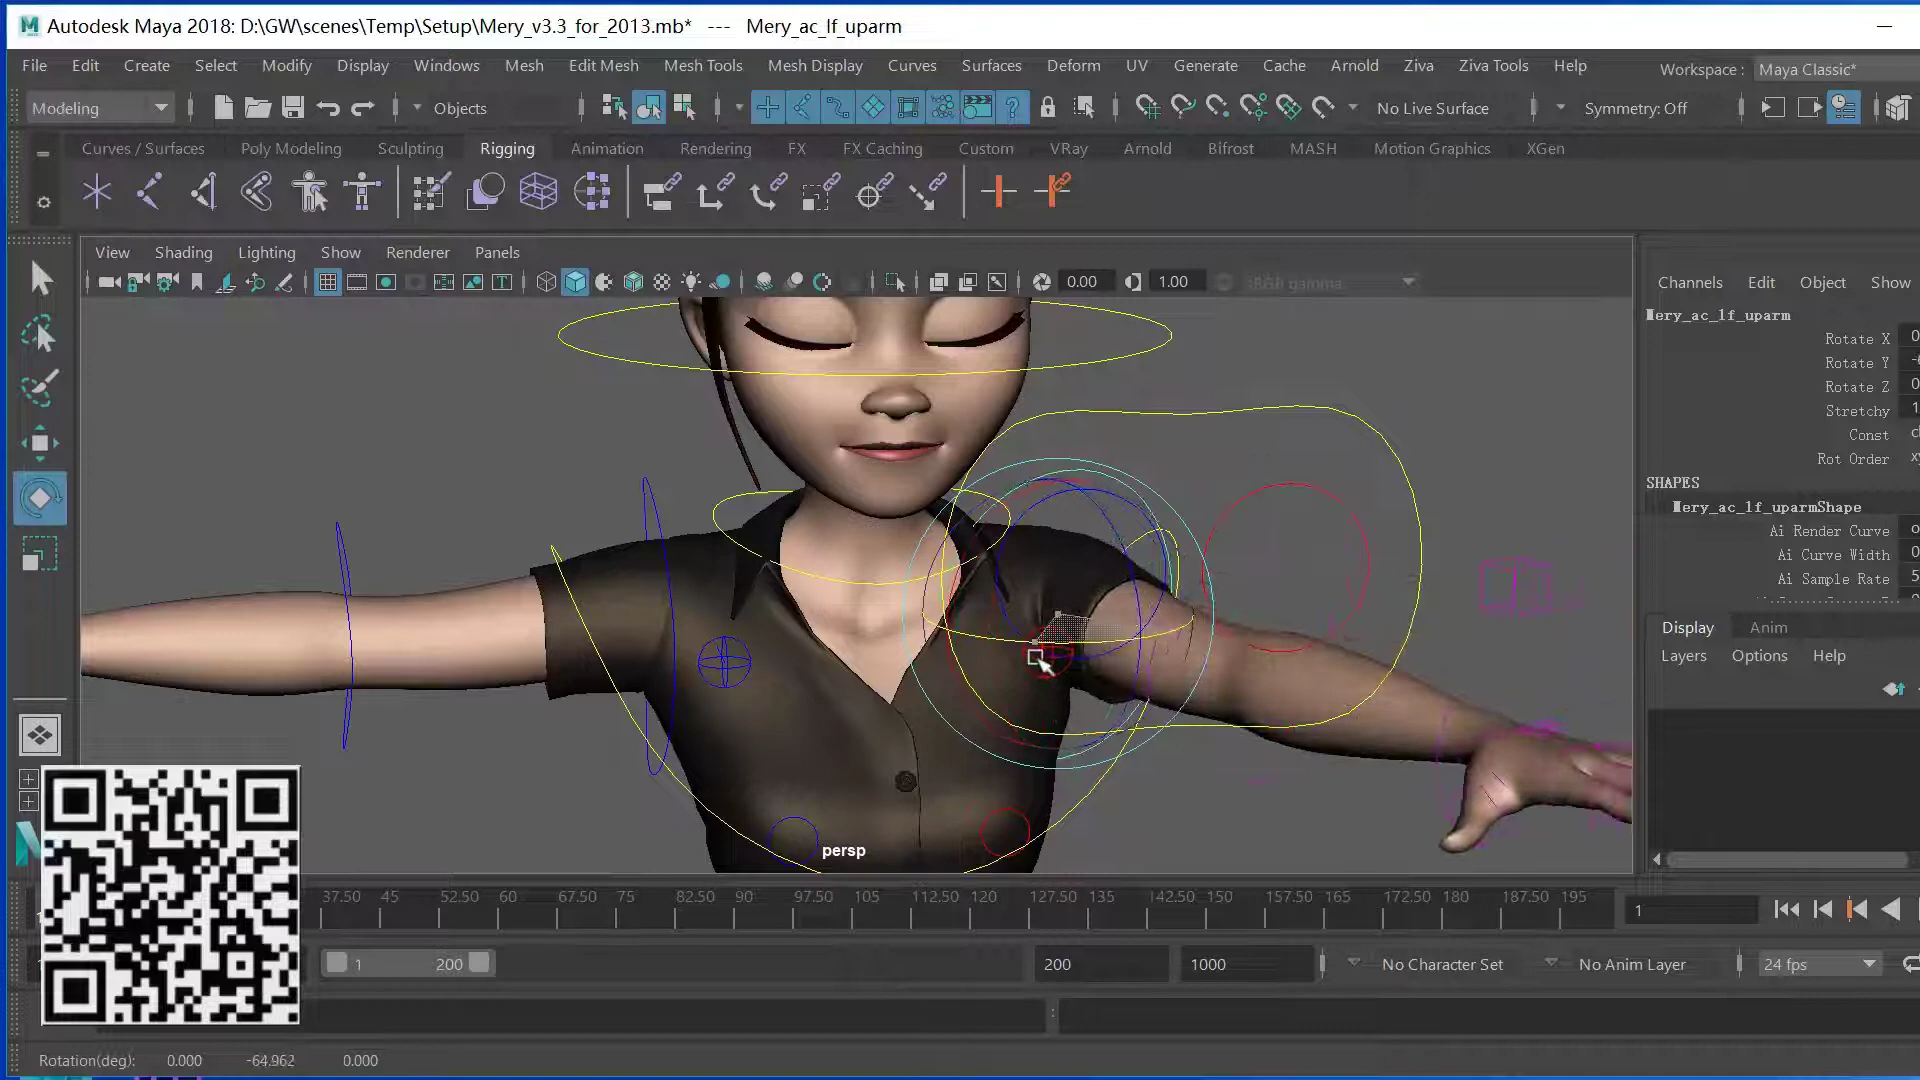 Autodesk Maya 2018: D:\GW\scenes\Temp\Setup\Mery_v3.3_for_2013.mb* --- Mery_ac_lf_uparm
File Edit Create Select Modify Display Windows Mesh Edit Mesh Mesh Tools Mesh Display Curves Surfaces Deform UV Generate Cache Arnold Ziva Ziva Tools Help Workspace : Maya Classic*
Modeling Objects No Live Surface Symmetry: Off
Curves / Surfaces Poly Modeling Sculpting Rigging Animation Rendering FX FX Caching Custom VRay Arnold Bifrost MASH Motion Graphics XGen
View Shading Lighting Show Renderer Panels
0.00 1.00
Channels Edit Object Show
Mery_ac_lf_uparm
Rotate X 0
Rotate Y
Rotate Z 0
Stretchy 1
Const
Rot Order
SHAPES
Mery_ac_lf_uparmShape
Ai Render Curve
Ai Curve Width 0
Ai Sample Rate 5
Display Anim
Layers Options Help
persp
37.50 45 52.50 60 67.50 75 82.50 90 97.50 105 112.50 120 127.50 135 142.50 150 157.50 165 172.50 180 187.50 195 1
1 200 200 1000 No Character Set No Anim Layer 24 fps
Rotation(deg): 0.000 -64.962 0.000